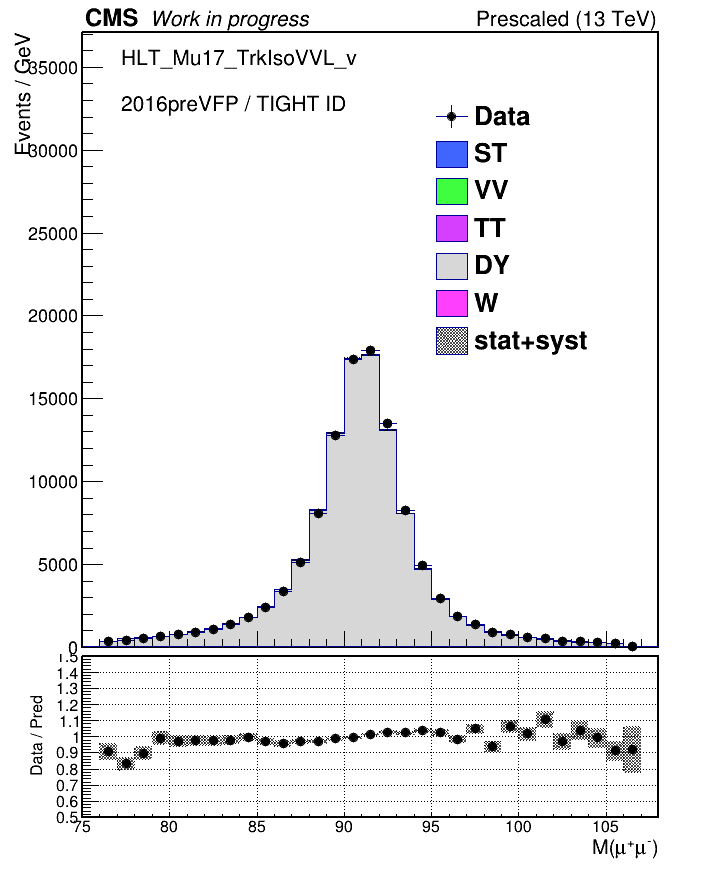 CMS Work in progress Prescaled (13 TeV)
Events / GeV
HLT_Mu17_TrkIsoVVL_v
2016preVFP / TIGHT ID
Data
ST
VV
TT
DY
W
stat+syst
35000
30000
25000
20000
15000
10000
5000
0
Data / Pred
1.5
1.4
1.3
1.2
1.1
1
0.9
0.8
0.7
0.6
0.5
75 80 85 90 95 100 105
M(μ⁺μ⁻)